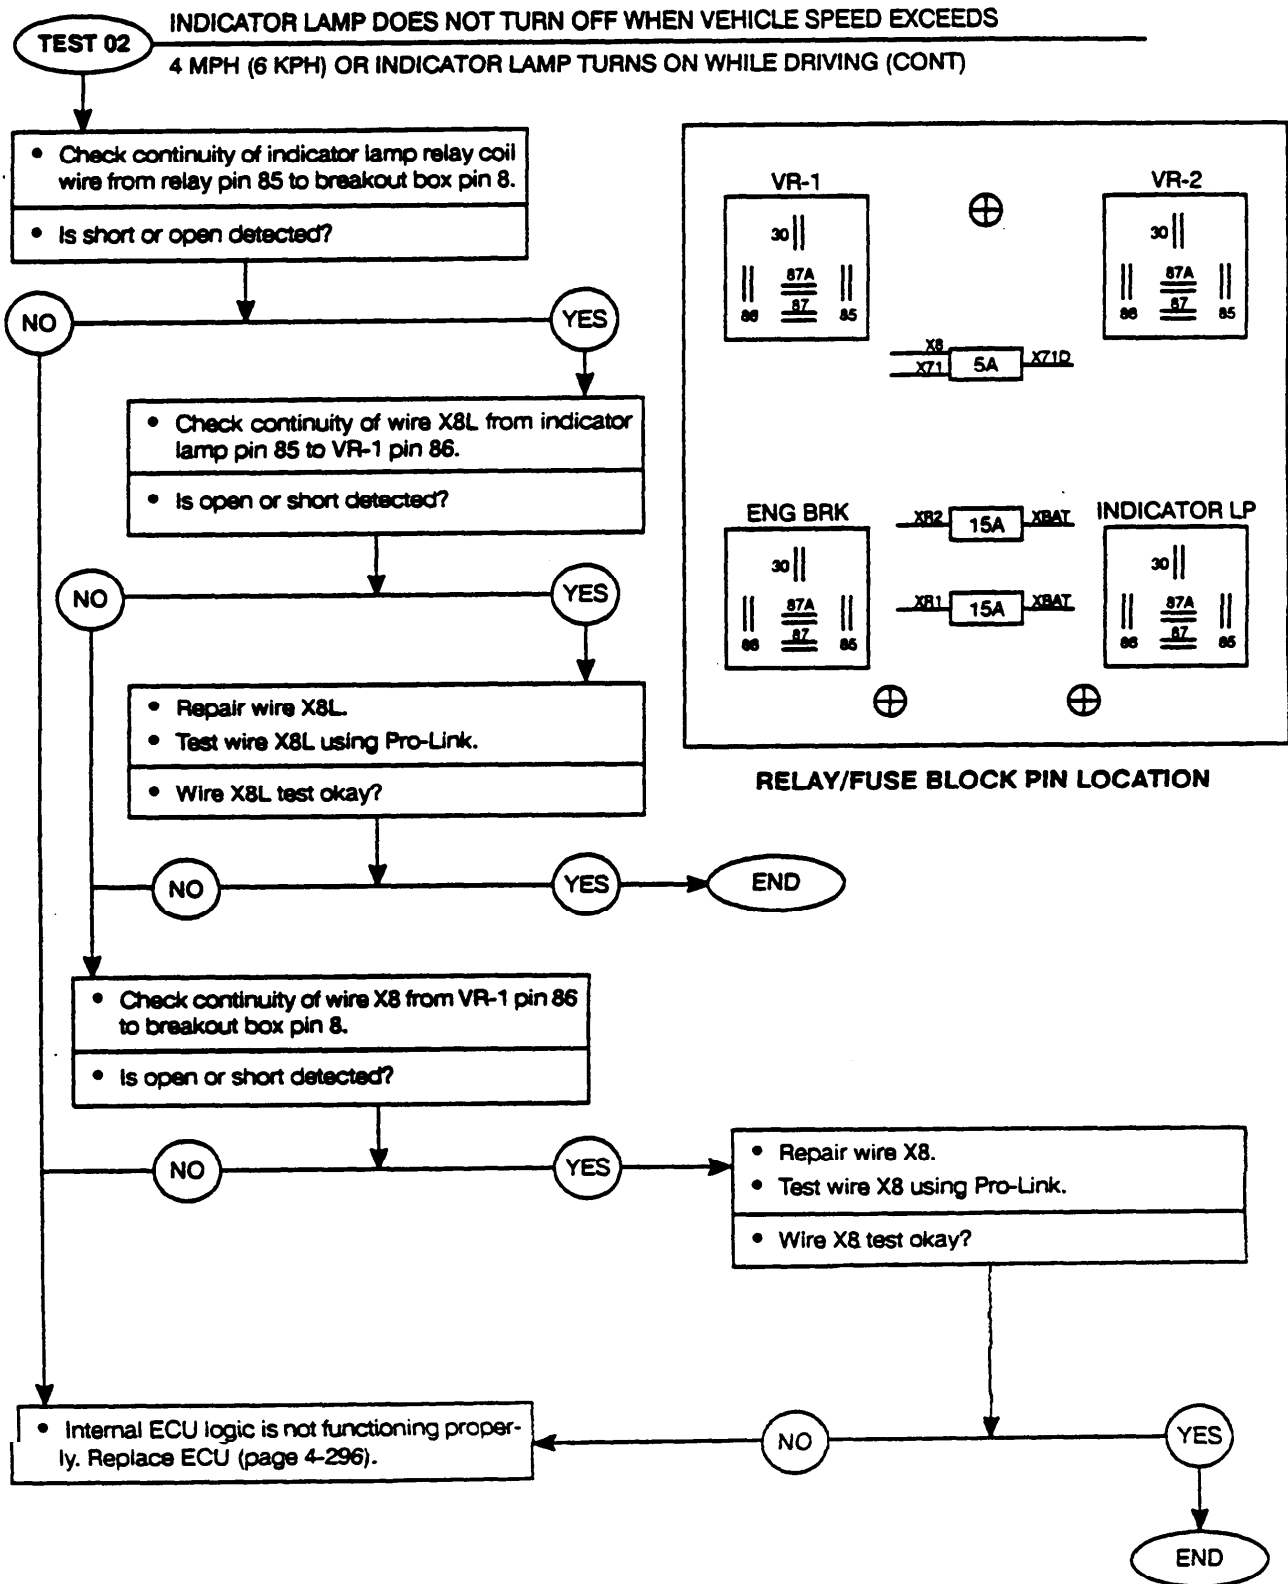 TEST 02
INDICATOR LAMP DOES NOT TURN OFF WHEN VEHICLE SPEED EXCEEDS
4 MPH (6 KPH) OR INDICATOR LAMP TURNS ON WHILE DRIVING (CONT)
• Check continuity of indicator lamp relay coil
wire from relay pin 85 to breakout box pin 8.
• Is short or open detected?
NO
YES
• Check continuity of wire X8L from indicator
lamp pin 85 to VR-1 pin 86.
• Is open or short detected?
NO
YES
• Repair wire X8L.
• Test wire X8L using Pro-Link.
• Wire X8L test okay?
NO
YES
END
• Check continuity of wire X8 from VR-1 pin 86
to breakout box pin 8.
• Is open or short detected?
NO
YES
• Repair wire X8.
• Test wire X8 using Pro-Link.
• Wire X8 test okay?
NO
YES
END
• Internal ECU logic is not functioning proper-
ly. Replace ECU (page 4-296).
VR-1
30
87A
86
87
85
VR-2
30
87A
86
87
85
X8
X71
5A
X71D
ENG BRK
30
87A
86
87
85
XR2
15A
XBAT
XR1
15A
XBAT
INDICATOR LP
30
87A
86
87
85
RELAY/FUSE BLOCK PIN LOCATION